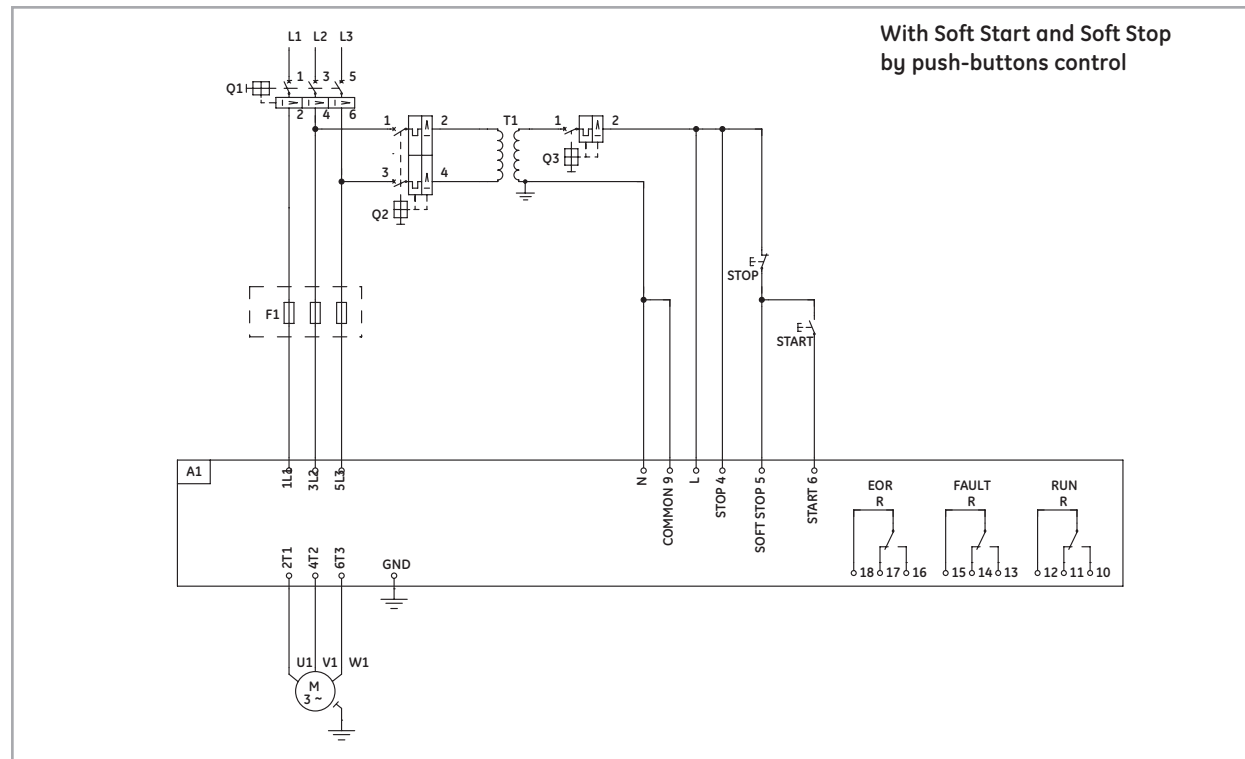 With Soft Start and Soft Stop
by push-buttons control
L1 L2 L3
Q1 1 3 5
2 4 6
1 2 T1 1 2
Q3
3 4
Q2
STOP
F1
START
A1
1L1 3L2 5L3 N COMMON 9 L STOP 4 SOFT STOP 5 START 6
EOR FAULT RUN
R R R
2T1 4T2 6T3 GND
18 17 16 15 14 13 12 11 10
U1 V1 W1
M
3 ~